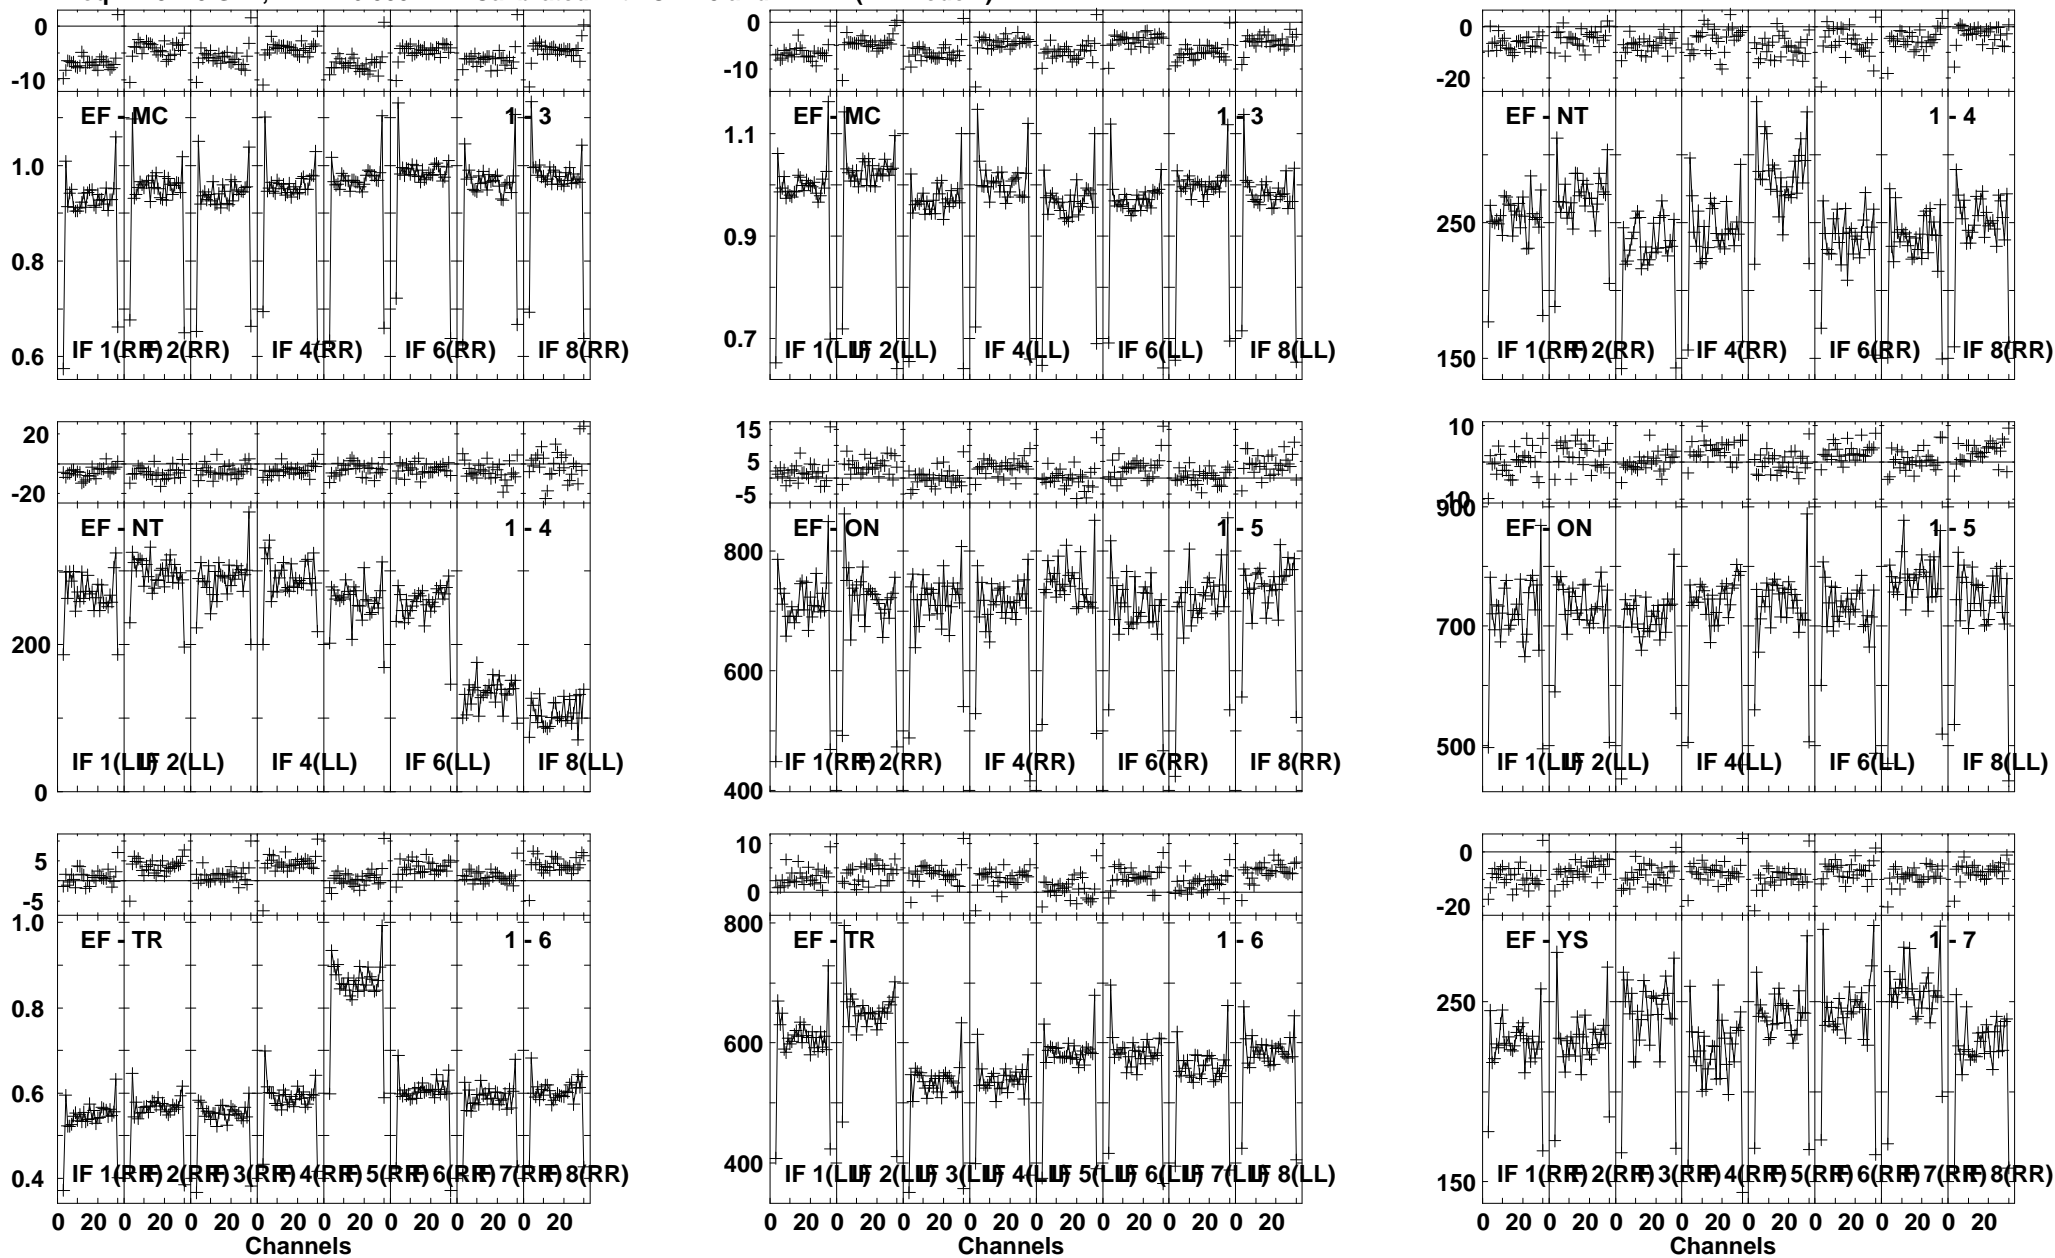 0
-10
EF - MC 1 - 3
1.0
0.8
0.6
IF 1(RR) IF 2(RR) IF 4(RR) IF 6(RR) IF 8(RR)
0
-10
EF - MC 1 - 3
1.1
0.9
0.7
IF 1(LL) IF 2(LL) IF 4(LL) IF 6(LL) IF 8(LL)
0
-20
EF - NT 1 - 4
250
150
IF 1(RR) IF 2(RR) IF 4(RR) IF 6(RR) IF 8(RR)
20
-20
EF - NT 1 - 4
200
0
IF 1(LL) IF 2(LL) IF 4(LL) IF 6(LL) IF 8(LL)
15
5
-5
EF - ON 1 - 5
800
600
400
IF 1(RR) IF 2(RR) IF 4(RR) IF 6(RR) IF 8(RR)
10
-10
900
EF - ON 1 - 5
700
500
IF 1(LL) IF 2(LL) IF 4(LL) IF 6(LL) IF 8(LL)
5
-5
1.0
EF - TR 1 - 6
0.8
0.6
0.4
IF 1(RR) IF 2(RR) IF 3(RR) IF 4(RR) IF 5(RR) IF 6(RR) IF 7(RR) IF 8(RR)
0 20 0 20 0 20 0 20 0 20 0 20 0 20 0 20
Channels
10
0
800
EF - TR 1 - 6
600
400
IF 1(LL) IF 2(LL) IF 3(LL) IF 4(LL) IF 5(LL) IF 6(LL) IF 7(LL) IF 8(LL)
0 20 0 20 0 20 0 20 0 20 0 20 0 20 0 20
Channels
0
-20
EF - YS 1 - 7
250
150
IF 1(RR) IF 2(RR) IF 3(RR) IF 4(RR) IF 5(RR) IF 6(RR) IF 7(RR) IF 8(RR)
0 20 0 20 0 20 0 20 0 20 0 20 0 20 0 20
Channels